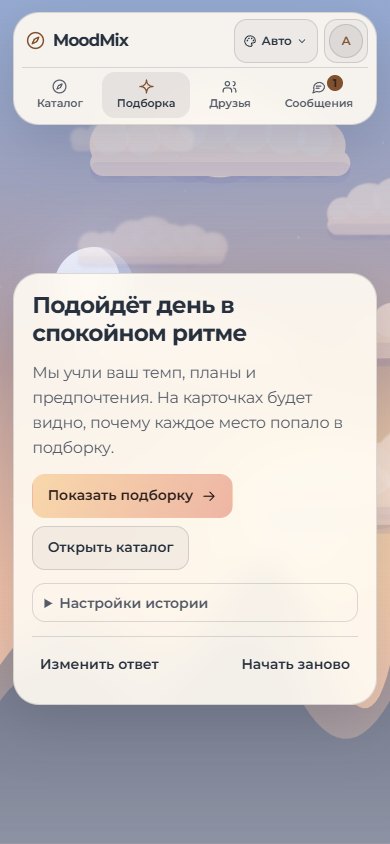 MoodMix
Авто
A
Каталог
Подборка
Друзья
1
Сообщения
Подойдёт день в
спокойном ритме
Мы учли ваш темп, планы и
предпочтения. На карточках будет
видно, почему каждое место попало в
подборку.
Показать подборку →
Открыть каталог
▶ Настройки истории
Изменить ответ
Начать заново